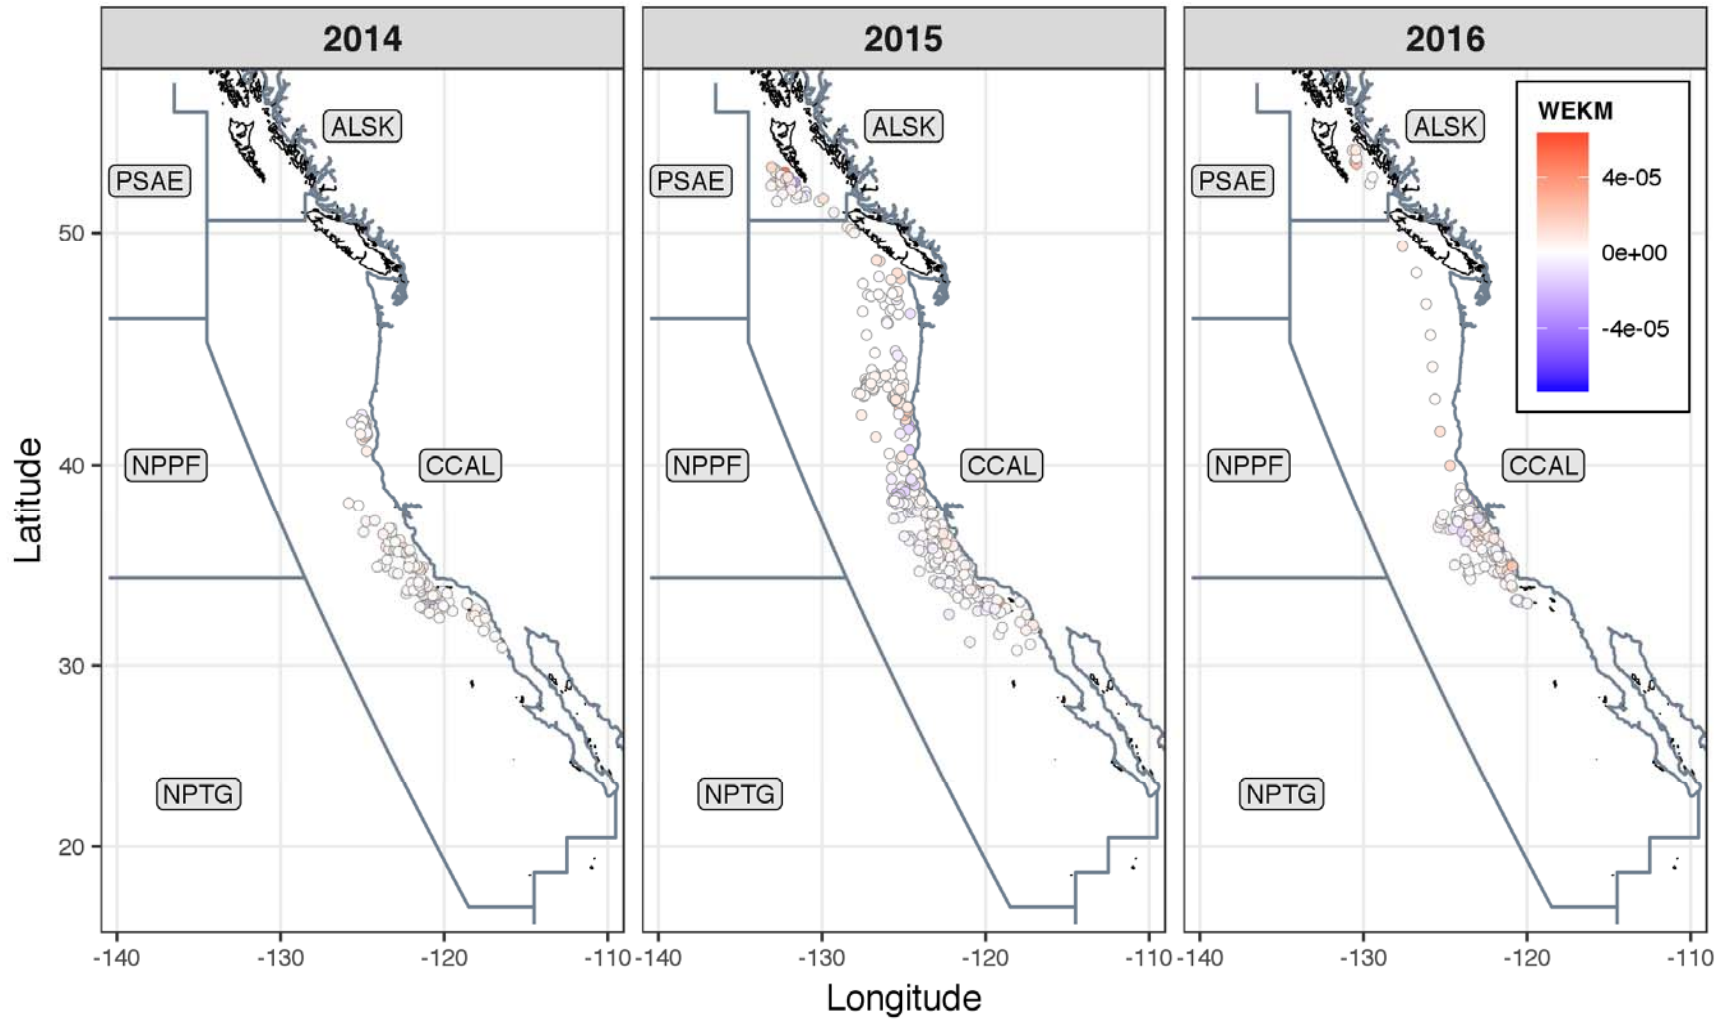 2014 2015 2016
WEKM
4e-05
0e+00
-4e-05
ALSK ALSK ALSK
PSAE PSAE PSAE
50
40
NPPF CCAL NPPF CCAL NPPF CCAL
30
NPTG NPTG NPTG
20
Latitude
-140 -130 -120 -110 -140 -130 -120 -110 -140 -130 -120 -110
Longitude